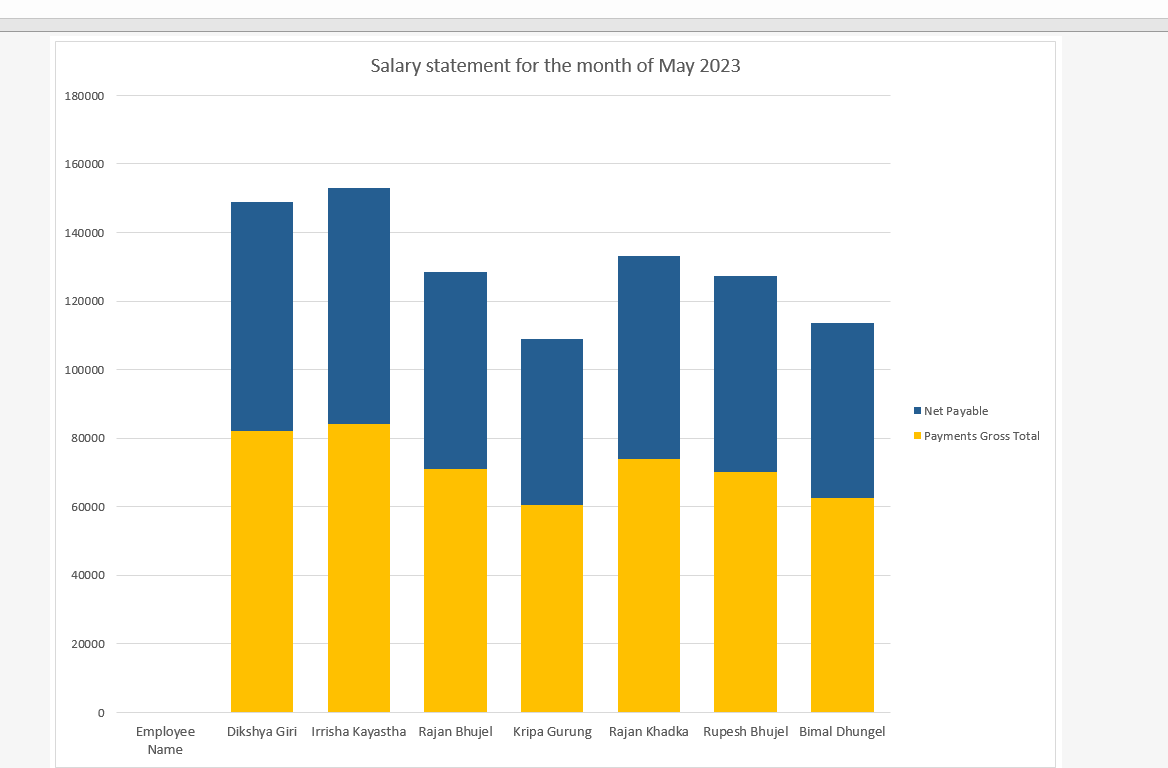 Salary statement for the month of May 2023
180000
160000
140000
120000
100000
80000
60000
40000
20000
0
Net Payable
Payments Gross Total
Employee Name
Dikshya Giri
Irrisha Kayastha
Rajan Bhujel
Kripa Gurung
Rajan Khadka
Rupesh Bhujel
Bimal Dhungel